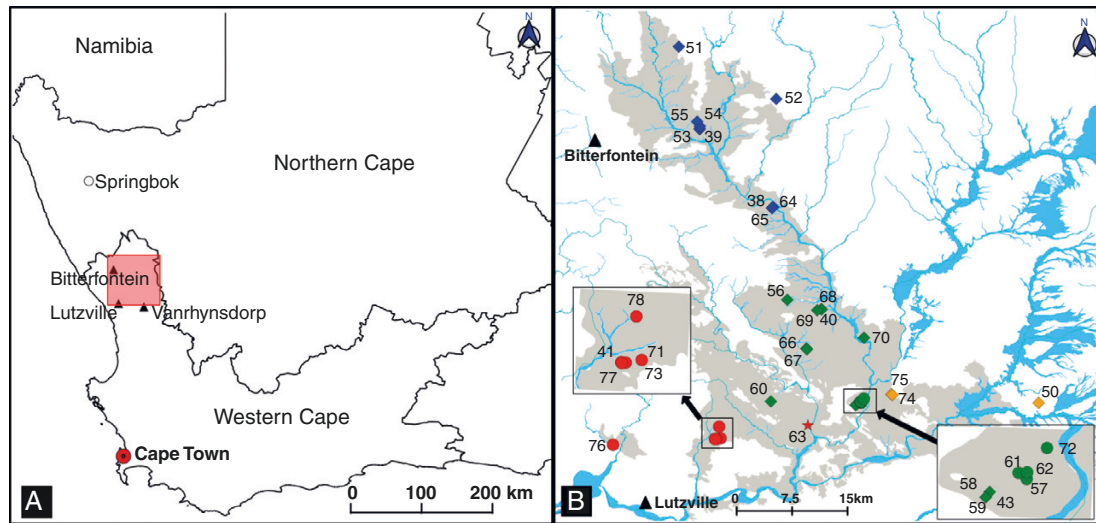 N
Namibia
Northern Cape
Springbok
Bitterfontein
Lutzville
Vanrhynsdorp
Western Cape
Cape Town
0 100 200 km
A
N
51
52
55 54
53 39
Bitterfontein
38 64
65
56 68
69 40
70
66
67
78
41 71
77 73
60
75
74
50
76
63
72
61 62
58 57
43
59
Lutzville
0 7.5 15km
B